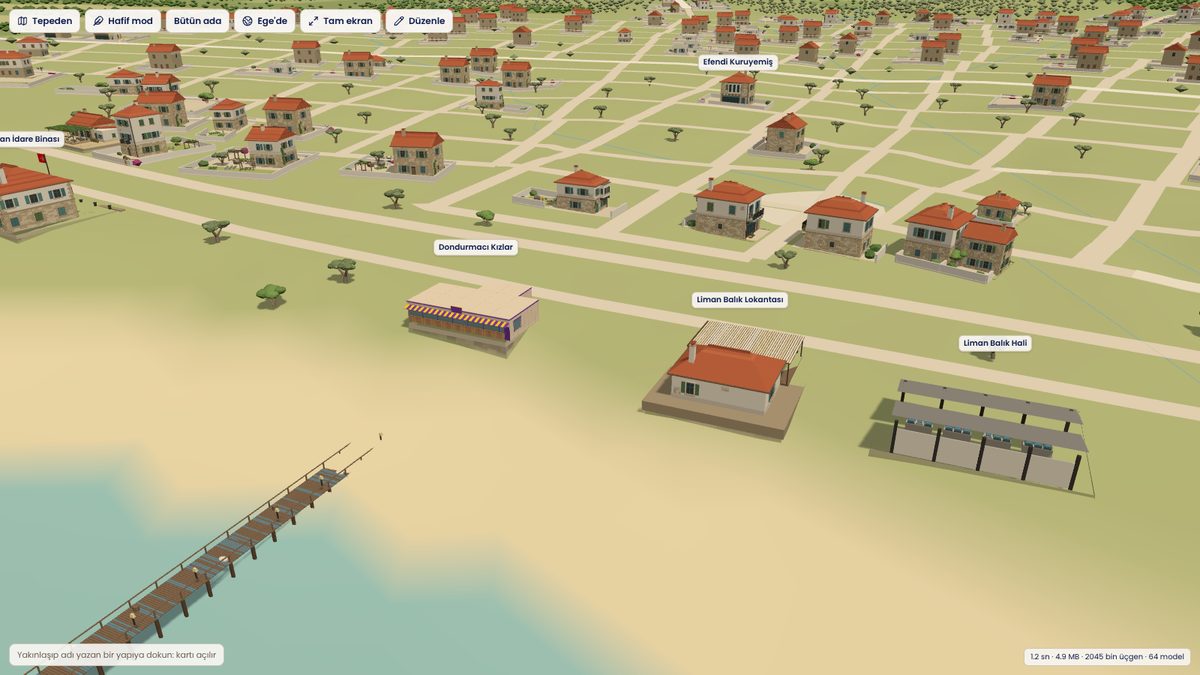 Tepeden
Hafif mod
Bütün ada
Ege'de
Tam ekran
Düzenle
Efendi Kuruyemiş
an İdare Binası
Dondurmacı Kızlar
Liman Balık Lokantası
Liman Balık Hali
Yakınlaşıp adı yazan bir yapıya dokun: kartı açılır
1.2 sn · 4.9 MB · 2045 bin üçgen · 64 model